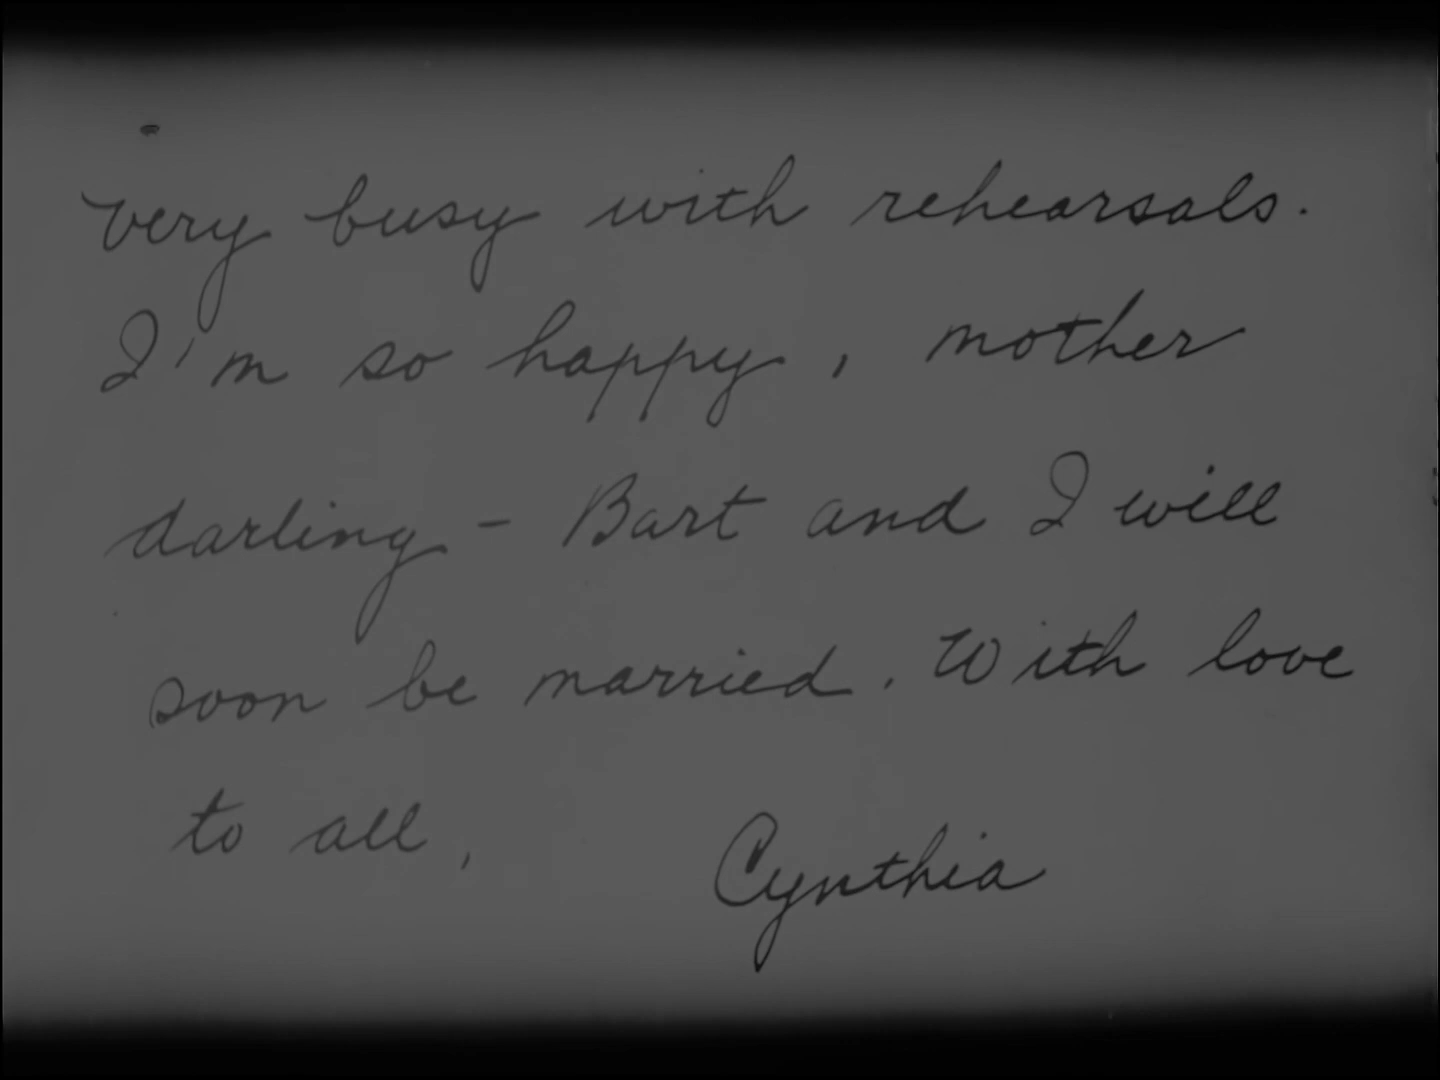 very busy with rehearsals.
I'm so happy, mother
darling - Bart and I will
soon be married. With love
to all,
Cynthia